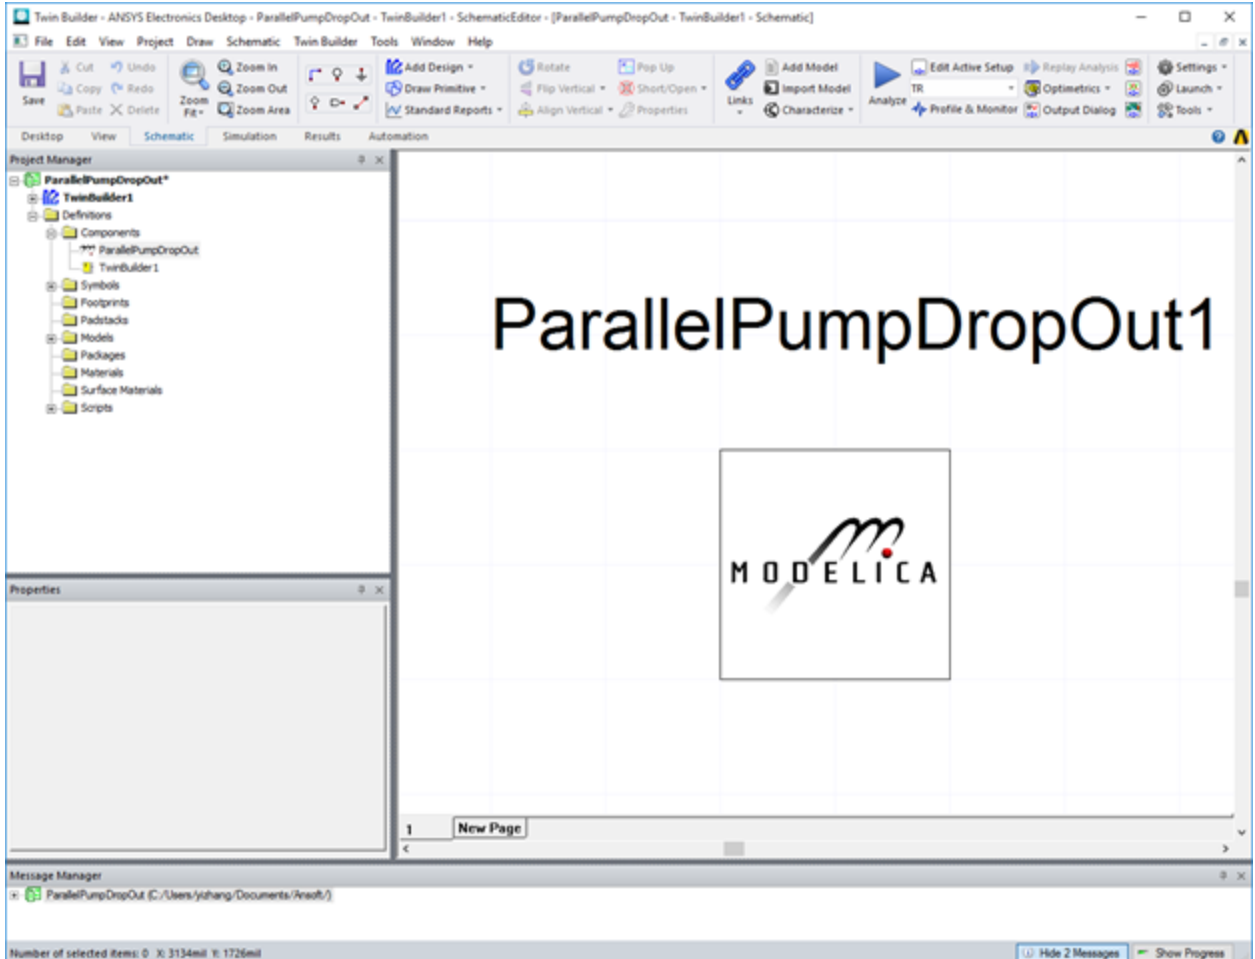 Twin Builder - ANSYS Electronics Desktop - ParallelPumpDropOut - TwinBuilder1 - SchematicEditor - [ParallelPumpDropOut - TwinBuilder1 - Schematic]
File Edit View Project Draw Schematic Twin Builder Tools Window Help
Save
Cut Undo
Copy Redo
Paste Delete
Zoom Fit
Zoom In
Zoom Out
Zoom Area
Add Design
Draw Primitive
Standard Reports
Rotate
Flip Vertical
Align Vertical
Pop Up
Short/Open
Properties
Links
Add Model
Import Model
Characterize
Analyze
Edit Active Setup
TR
Profile & Monitor
Replay Analysis
Optimetrics
Output Dialog
Settings
Launch
Tools
Desktop View Schematic Simulation Results Automation
Project Manager
ParallelPumpDropOut*
TwinBuilder1
Definitions
Components
ParallelPumpDropOut
TwinBuilder1
Symbols
Footprints
Padstacks
Models
Packages
Materials
Surface Materials
Scripts
ParallelPumpDropOut1
MODELICA
Properties
1 New Page
Message Manager
ParallelPumpDropOut (C:/Users/yizhang/Documents/Ansoft/)
Number of selected items: 0 X: 3134mil Y: 1726mil
Hide 2 Messages Show Progress